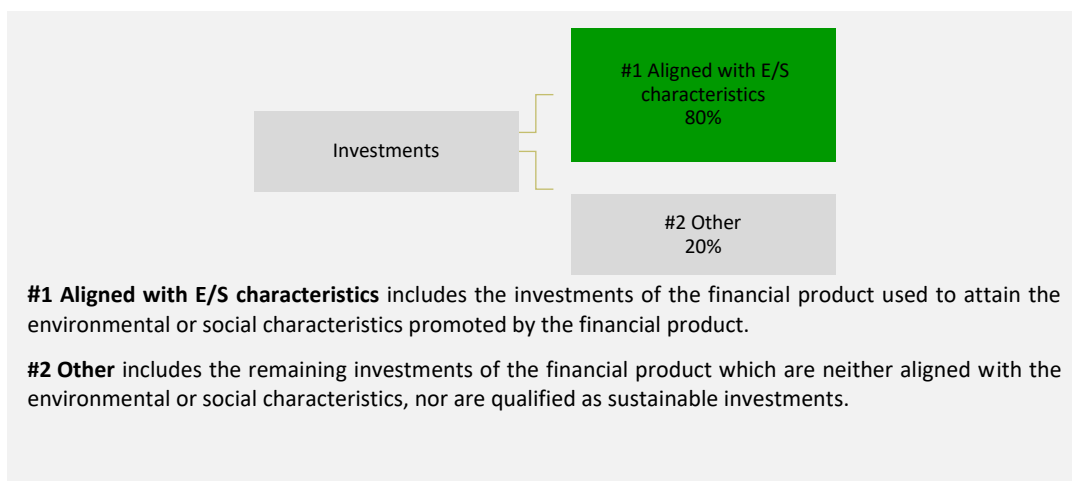 #1 Aligned with E/S
characteristics
80%
Investments
#2 Other
20%
#1 Aligned with E/S characteristics includes the investments of the financial product used to attain the
environmental or social characteristics promoted by the financial product.
#2 Other includes the remaining investments of the financial product which are neither aligned with the
environmental or social characteristics, nor are qualified as sustainable investments.